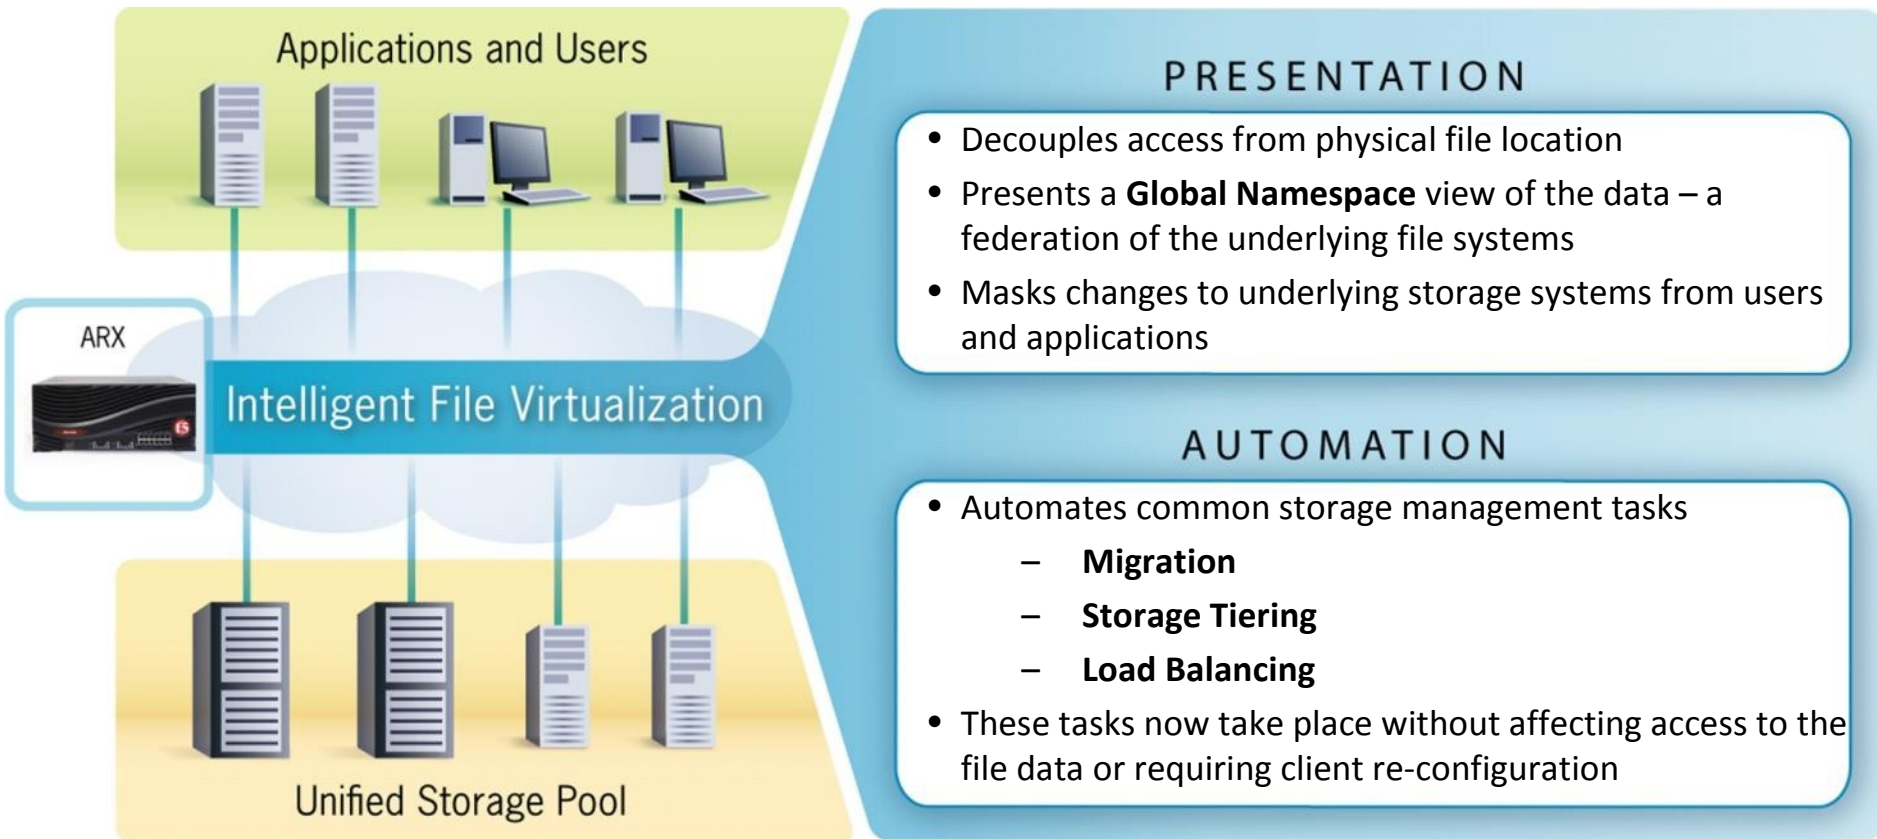 Applications and Users
ARX
f5
Intelligent File Virtualization
Unified Storage Pool
PRESENTATION
• Decouples access from physical file location
• Presents a Global Namespace view of the data – a
federation of the underlying file systems
• Masks changes to underlying storage systems from users
and applications
AUTOMATION
• Automates common storage management tasks
– Migration
– Storage Tiering
– Load Balancing
• These tasks now take place without affecting access to the
file data or requiring client re-configuration